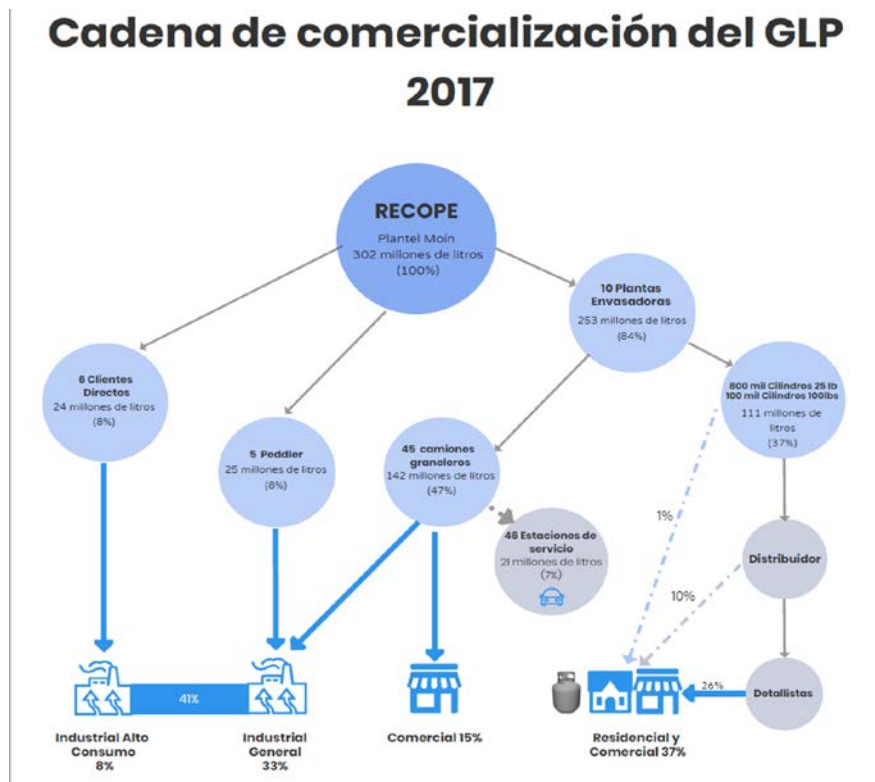 Cadena de comercialización del GLP
2017
RECOPE
Plantel Moín
302 millones de litros
(100%)
10 Plantas
Envasadoras
253 millones de litros
(84%)
6 Clientes
Directos
24 millones de litros
(8%)
800 mil Cilindros 25 lb
100 mil Cilindros 100lbs
111 millones de
litros
(37%)
5 Peddler
25 millones de litros
(8%)
45 camiones
graneleros
142 millones de litros
(47%)
46 Estaciones de
servicio
21 millones de litros
(7%)
1%
Distribuidor
10%
41%
26%
Detallistas
Industrial Alto
Consumo
8%
Industrial
General
33%
Comercial 15%
Residencial y
Comercial 37%